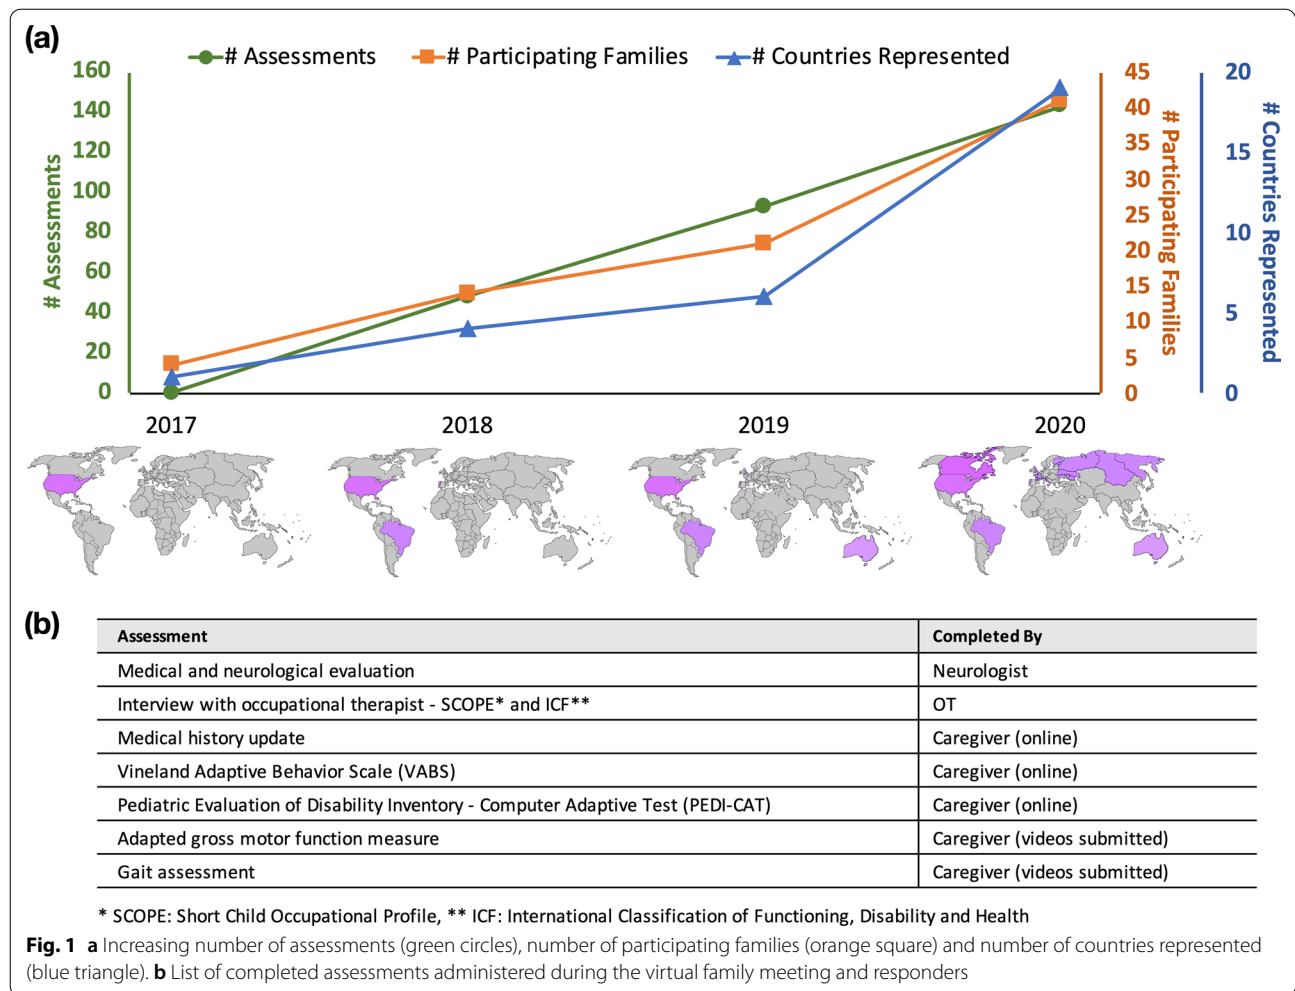 (a)
# Assessments # Participating Families # Countries Represented
# Assessments
160
140
120
100
80
60
40
20
0
45
40
35
30
25
20
15
10
5
0
# Participating Families
20
15
10
5
0
# Countries Represented
2017 2018 2019 2020
(b)
Assessment Completed By
Medical and neurological evaluation Neurologist
Interview with occupational therapist - SCOPE* and ICF** OT
Medical history update Caregiver (online)
Vineland Adaptive Behavior Scale (VABS) Caregiver (online)
Pediatric Evaluation of Disability Inventory - Computer Adaptive Test (PEDI-CAT) Caregiver (online)
Adapted gross motor function measure Caregiver (videos submitted)
Gait assessment Caregiver (videos submitted)
* SCOPE: Short Child Occupational Profile, ** ICF: International Classification of Functioning, Disability and Health
Fig. 1 a Increasing number of assessments (green circles), number of participating families (orange square) and number of countries represented
(blue triangle). b List of completed assessments administered during the virtual family meeting and responders